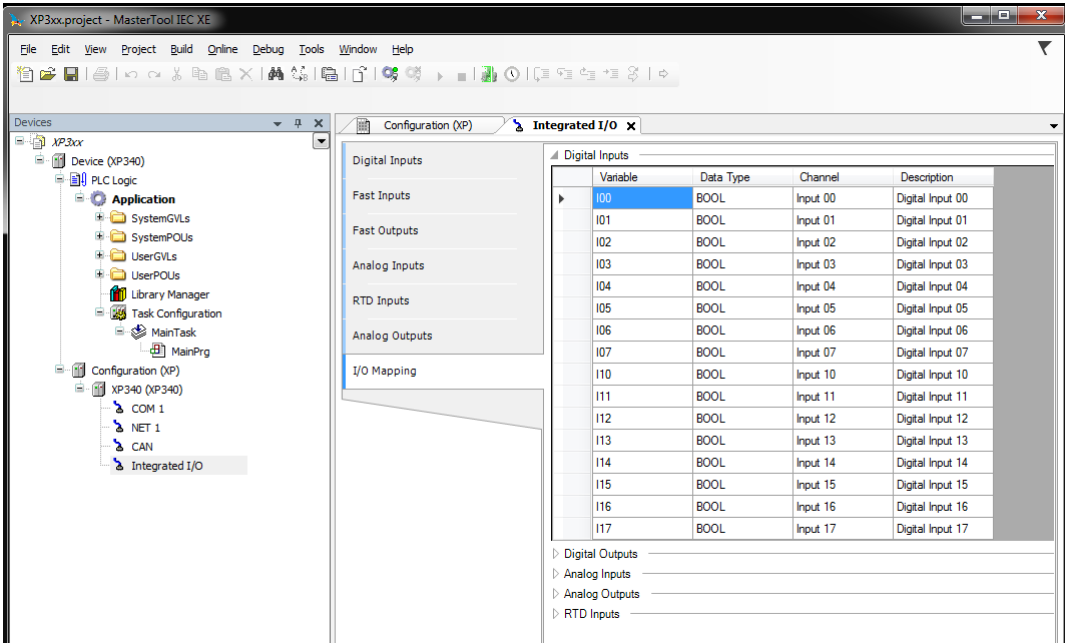 XP3xx.project - MasterTool IEC XE
File Edit View Project Build Online Debug Tools Window Help
Devices
XP3xx
Device (XP340)
PLC Logic
Application
SystemGVLs
SystemPOUs
UserGVLs
UserPOUs
Library Manager
Task Configuration
MainTask
MainPrg
Configuration (XP)
XP340 (XP340)
COM 1
NET 1
CAN
Integrated I/O
Configuration (XP) Integrated I/O
Digital Inputs
Fast Inputs
Fast Outputs
Analog Inputs
RTD Inputs
Analog Outputs
I/O Mapping
Digital Inputs
Variable Data Type Channel Description
I00 BOOL Input 00 Digital Input 00
I01 BOOL Input 01 Digital Input 01
I02 BOOL Input 02 Digital Input 02
I03 BOOL Input 03 Digital Input 03
I04 BOOL Input 04 Digital Input 04
I05 BOOL Input 05 Digital Input 05
I06 BOOL Input 06 Digital Input 06
I07 BOOL Input 07 Digital Input 07
I10 BOOL Input 10 Digital Input 10
I11 BOOL Input 11 Digital Input 11
I12 BOOL Input 12 Digital Input 12
I13 BOOL Input 13 Digital Input 13
I14 BOOL Input 14 Digital Input 14
I15 BOOL Input 15 Digital Input 15
I16 BOOL Input 16 Digital Input 16
I17 BOOL Input 17 Digital Input 17
Digital Outputs
Analog Inputs
Analog Outputs
RTD Inputs